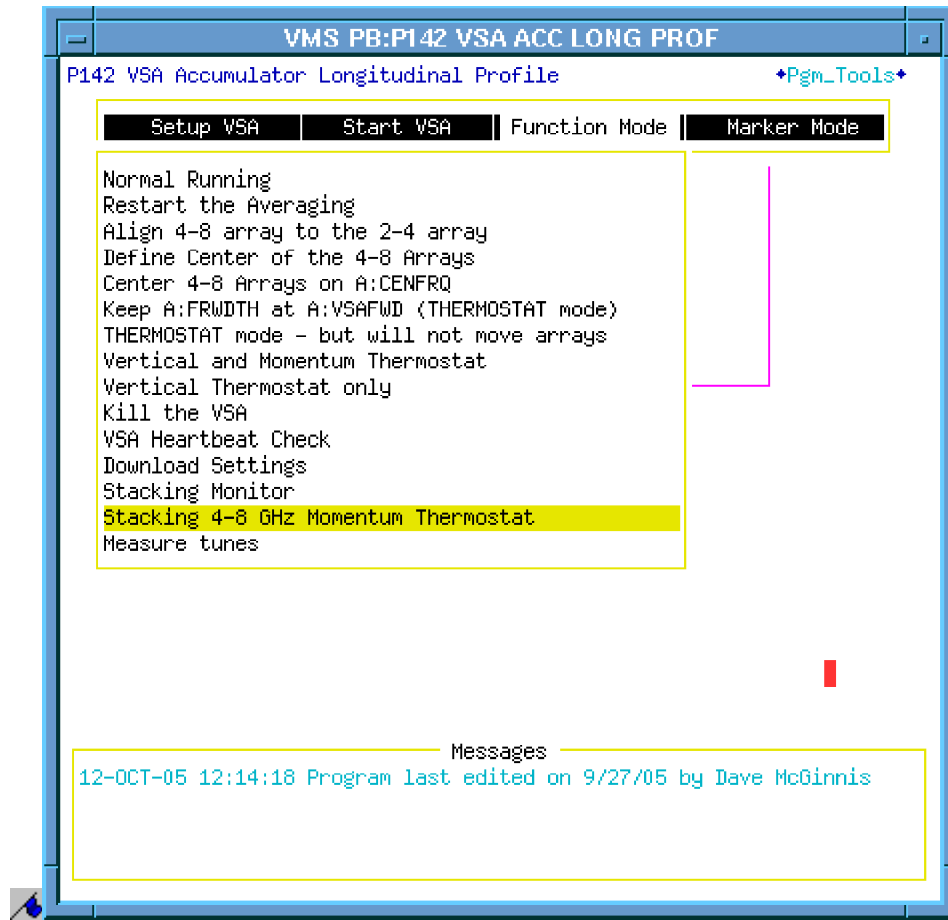 VMS PB:P142 VSA ACC LONG PROF
P142 VSA Accumulator Longitudinal Profile ♦Pgm_Tools♦
Setup VSA Start VSA Function Mode Marker Mode
Normal Running
Restart the Averaging
Align 4-8 array to the 2-4 array
Define Center of the 4-8 Arrays
Center 4-8 Arrays on A:CENFRQ
Keep A:FRWDTH at A:VSAFWD (THERMOSTAT mode)
THERMOSTAT mode - but will not move arrays
Vertical and Momentum Thermostat
Vertical Thermostat only
Kill the VSA
VSA Heartbeat Check
Download Settings
Stacking Monitor
Stacking 4-8 GHz Momentum Thermostat
Measure tunes
Messages
12-OCT-05 12:14:18 Program last edited on 9/27/05 by Dave McGinnis